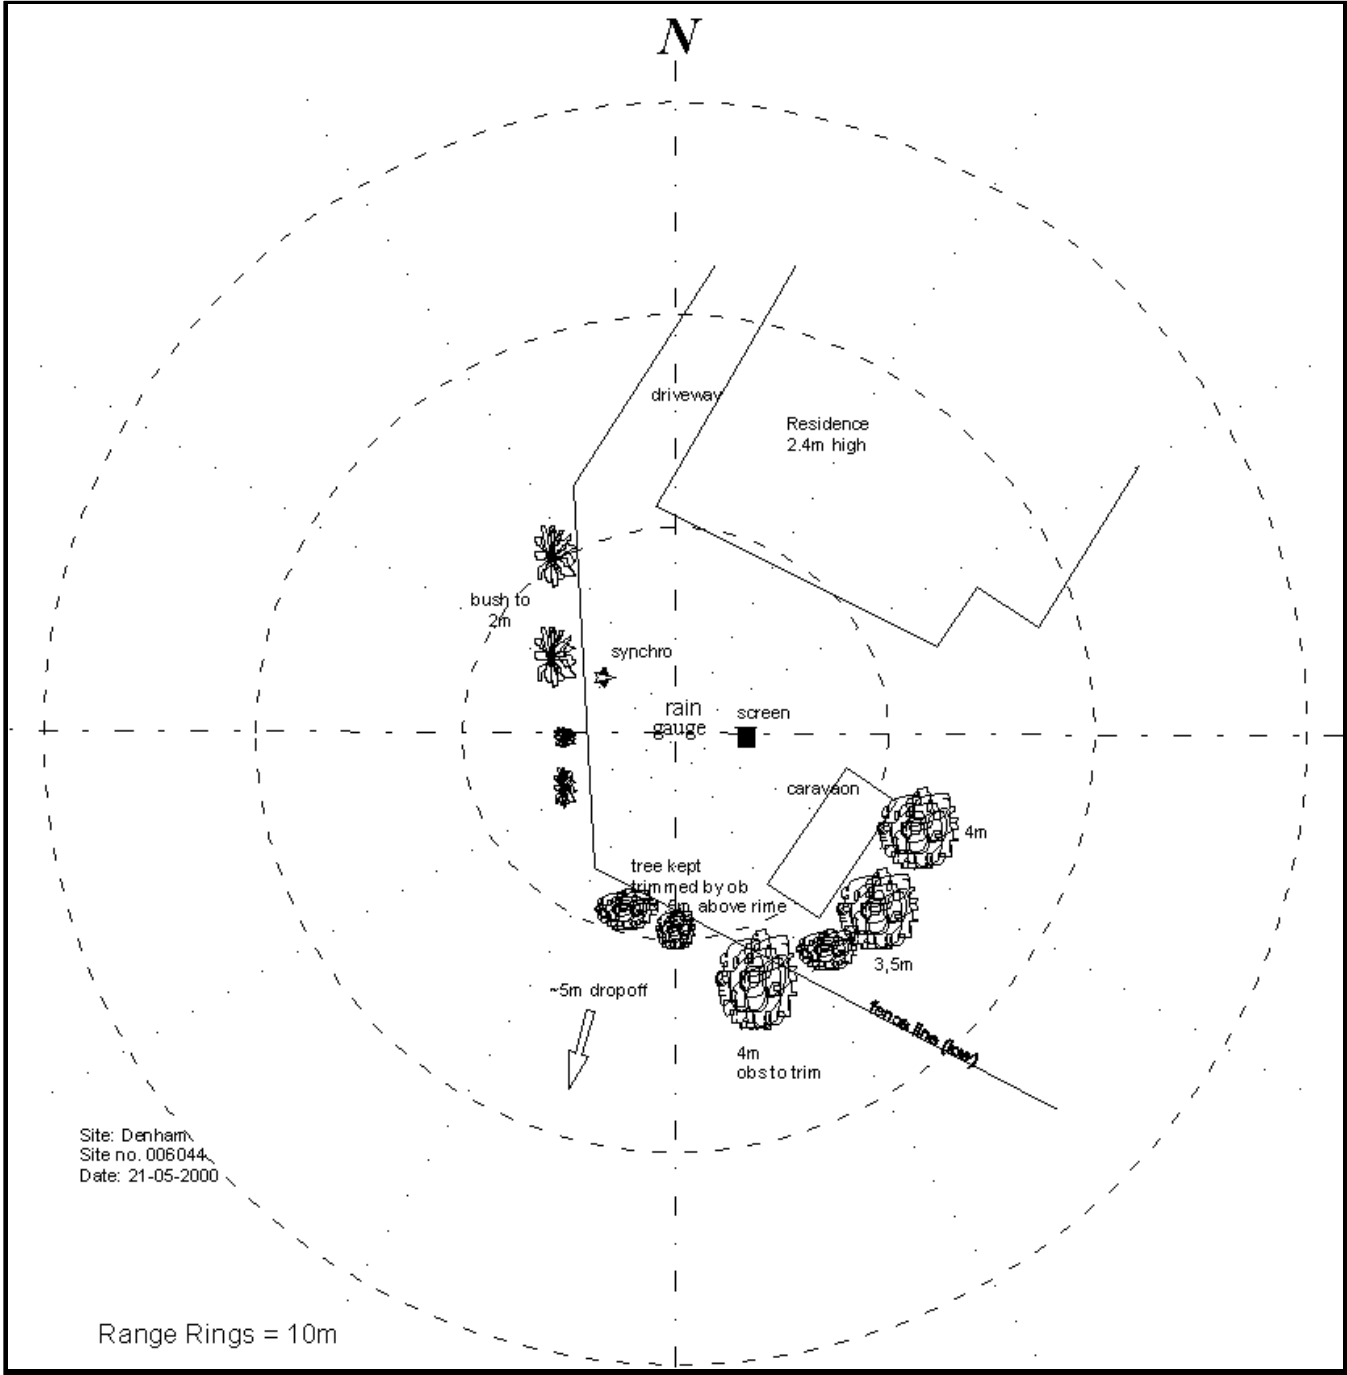 N
driveway
Residence
2.4m high
bush to
2m
synchro
rain
gauge
screen
caravaon
4m
tree kept
trimmed by ob
5m above rime
3,5m
~5m dropoff
fence line (low)
4m
obs to trim
Site: Denham
Site no. 006044
Date: 21-05-2000
Range Rings = 10m